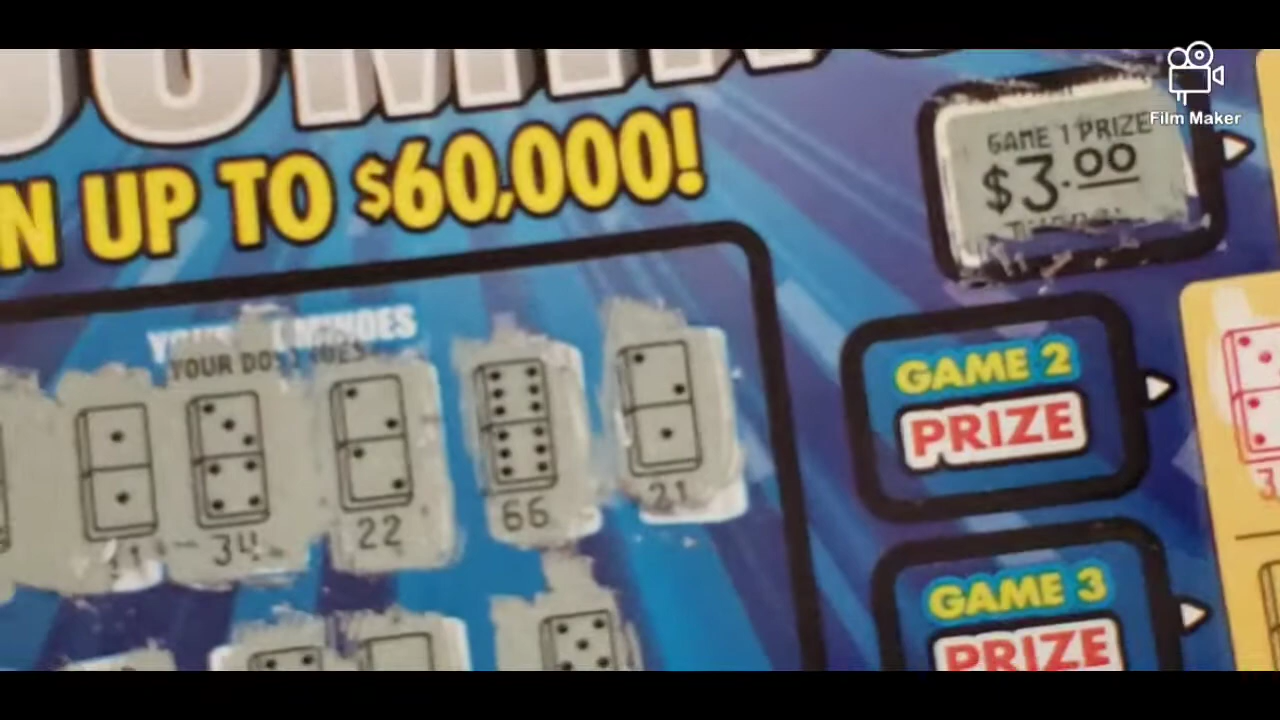 Film Maker
N UP TO $60,000!
GAME 1 PRIZE
$3.00
YOUR DOMINOES
GAME 2
PRIZE
11 34 22 66 21
GAME 3
PRIZE